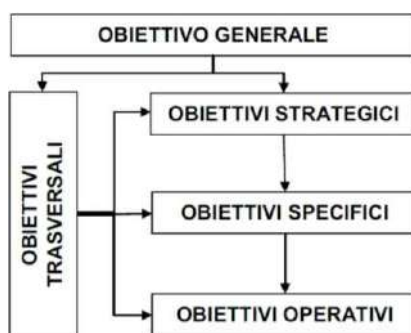 OBIETTIVO GENERALE
OBIETTIVI
TRASVERSALI
OBIETTIVI STRATEGICI
OBIETTIVI SPECIFICI
OBIETTIVI OPERATIVI